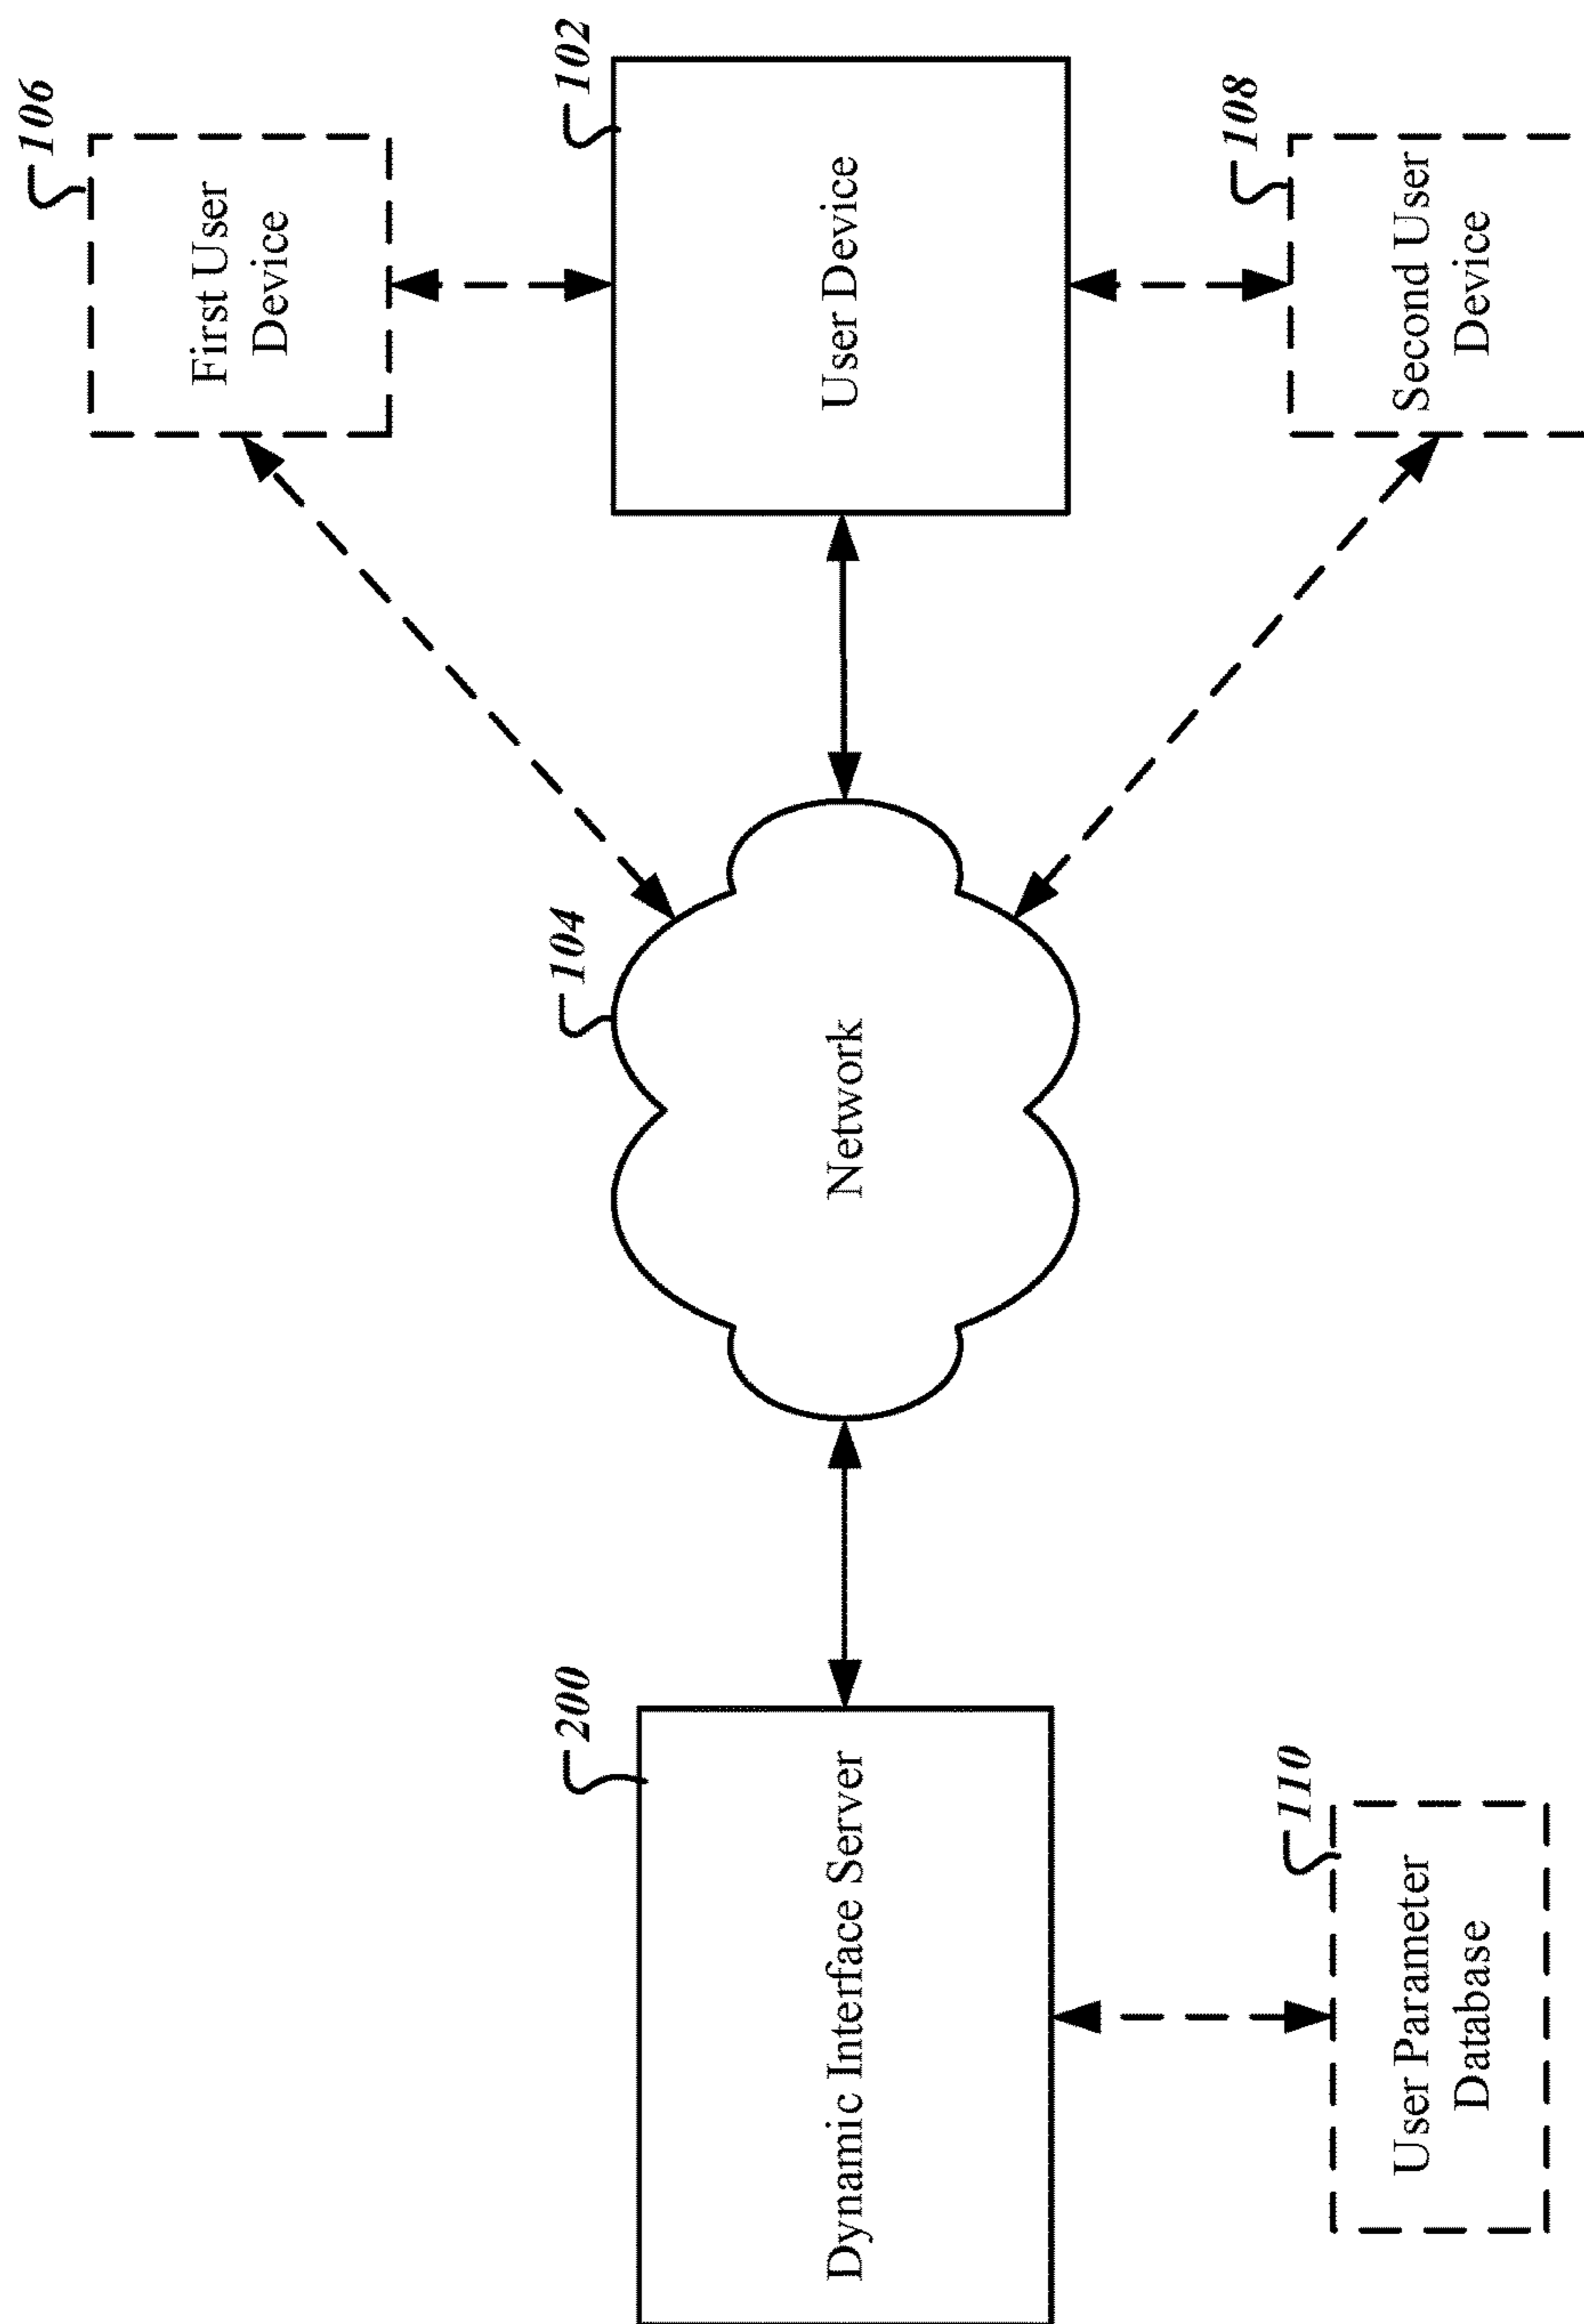 200
Dynamic Interface Server
110
User Parameter
Database
104
Network
106
First User
Device
102
User Device
108
Second User
Device